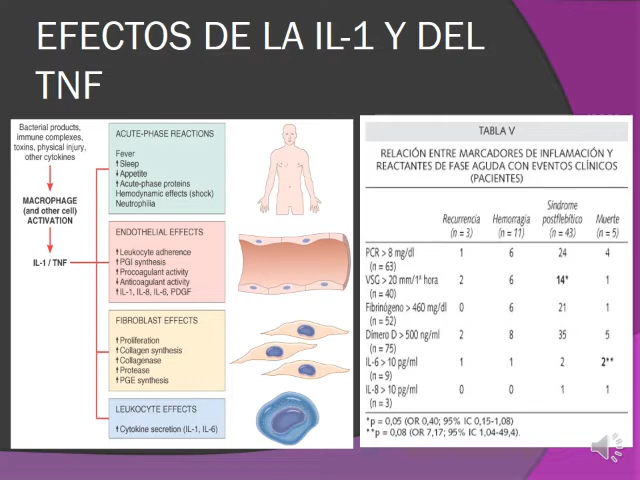 EFECTOS DE LA IL-1 Y DEL
TNF
Bacterial products,
immune complexes,
toxins, physical injury,
other cytokines
MACROPHAGE
(and other cell)
ACTIVATION
IL-1 / TNF
ACUTE-PHASE REACTIONS
Fever
⬆Sleep
⬇Appetite
⬆Acute-phase proteins
Hemodynamic effects (shock)
Neutrophilia
ENDOTHELIAL EFFECTS
⬆Leukocyte adherence
⬆PGI synthesis
⬆Procoagulant activity
⬇Anticoagulant activity
⬆IL-1, IL-8, IL-6, PDGF
FIBROBLAST EFFECTS
⬆Proliferation
⬆Collagen synthesis
⬆Collagenase
⬆Protease
⬆PGE synthesis
LEUKOCYTE EFFECTS
⬆Cytokine secretion (IL-1, IL-6)
TABLA V
RELACIÓN ENTRE MARCADORES DE INFLAMACIÓN Y
REACTANTES DE FASE AGUDA CON EVENTOS CLÍNICOS
(PACIENTES)
Recurrencia (n = 3) Hemorragia (n = 11) Síndrome postflebítico (n = 43) Muerte (n = 5)
PCR > 8 mg/dl 1 6 24 4
(n = 63)
VSG > 20 mm/1ª hora 2 6 14* 1
(n = 40)
Fibrinógeno > 460 mg/dl 0 6 21 1
(n = 52)
Dímero D > 500 ng/ml 2 8 35 5
(n = 75)
IL-6 > 10 pg/ml 1 1 2 2**
(n = 9)
IL-8 > 10 pg/ml 0 0 1 1
(n = 3)
*p = 0,05 (OR 0,40; 95% IC 0,15-1,08)
**p = 0,08 (OR 7,17; 95% IC 1,04-49,4).